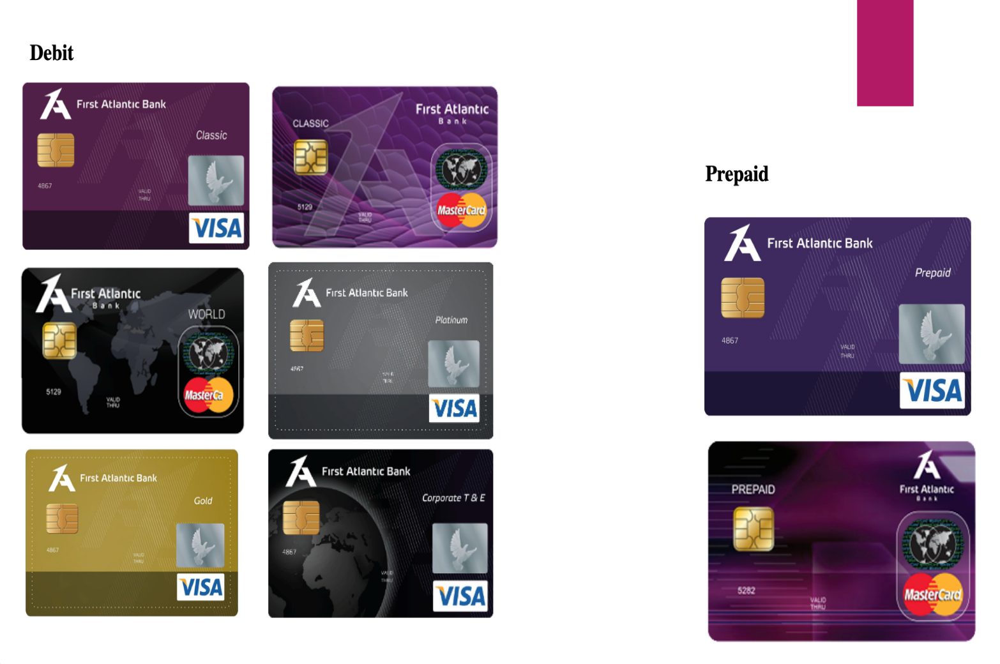 Debit
First Atlantic Bank
Classic
4867
VALID
THRU
VISA
First Atlantic
Bank
CLASSIC
5129
VALID
THRU
MasterCard
First Atlantic
Bank
WORLD
5129
VALID
THRU
MasterCa
First Atlantic Bank
Platinum
4867
VALID
THRU
VISA
First Atlantic Bank
Gold
4867
VALID
THRU
VISA
First Atlantic Bank
Corporate T & E
4867
VALID
THRU
VISA
Prepaid
First Atlantic Bank
Prepaid
4867
VALID
THRU
VISA
PREPAID
First Atlantic
Bank
5282
VALID
THRU
MasterCard